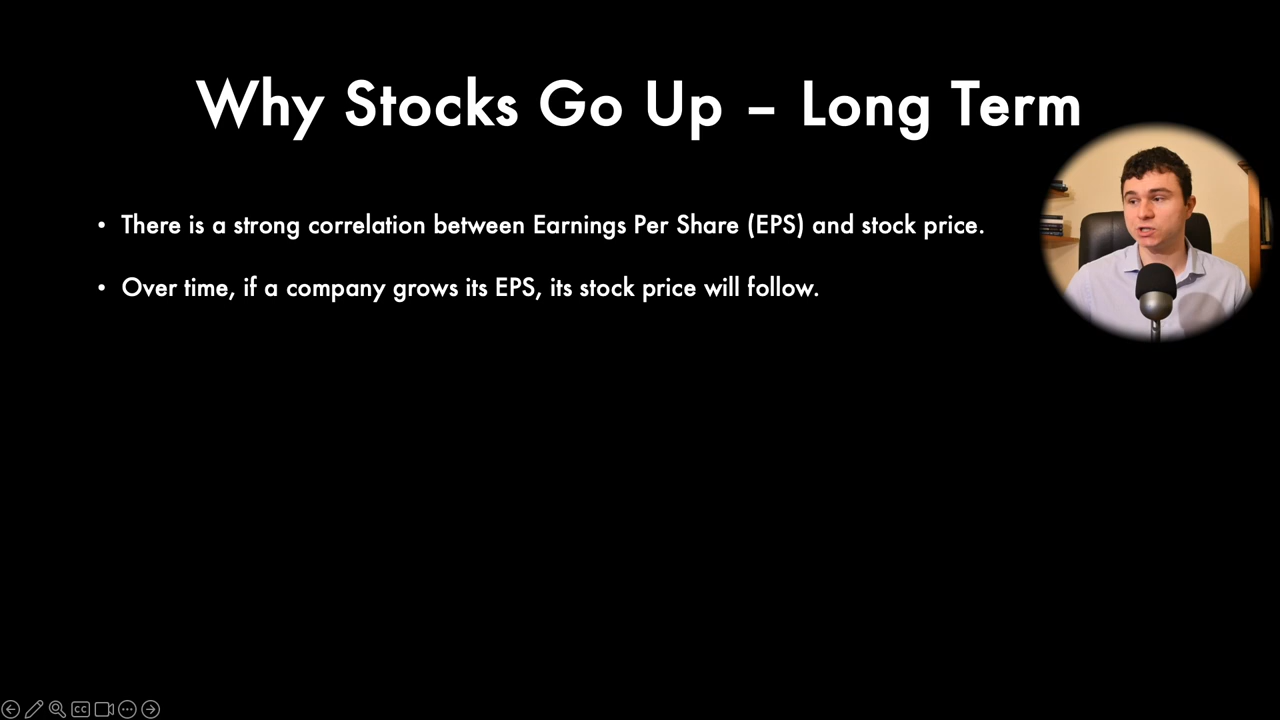 Why Stocks Go Up – Long Term
• There is a strong correlation between Earnings Per Share (EPS) and stock price.
• Over time, if a company grows its EPS, its stock price will follow.
CC